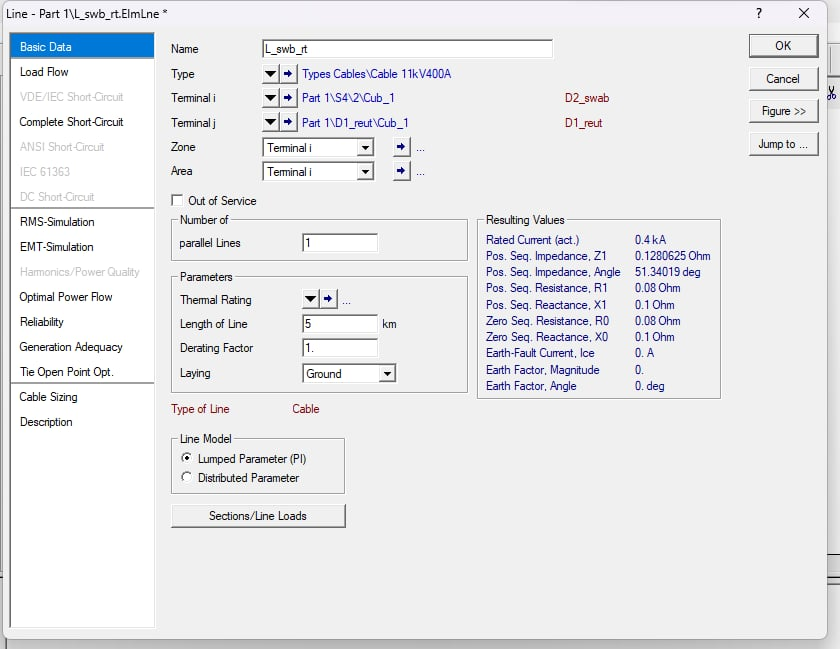 Line - Part 1\L_swb_rt.ElmLne *
?
Basic Data
Load Flow
VDE/IEC Short-Circuit
Complete Short-Circuit
ANSI Short-Circuit
IEC 61363
DC Short-Circuit
RMS-Simulation
EMT-Simulation
Harmonics/Power Quality
Optimal Power Flow
Reliability
Generation Adequacy
Tie Open Point Opt.
Cable Sizing
Description
Name L_swb_rt
Type Types Cables\Cable 11kV400A
Terminal i Part 1\S4\2\Cub_1 D2_swab
Terminal j Part 1\D1_reut\Cub_1 D1_reut
Zone Terminal i ...
Area Terminal i ...
Out of Service
Number of
parallel Lines 1
Parameters
Thermal Rating ...
Length of Line 5 km
Derating Factor 1.
Laying Ground
Type of Line Cable
Line Model
Lumped Parameter (PI)
Distributed Parameter
Sections/Line Loads
Resulting Values
Rated Current (act.) 0.4 kA
Pos. Seq. Impedance, Z1 0.1280625 Ohm
Pos. Seq. Impedance, Angle 51.34019 deg
Pos. Seq. Resistance, R1 0.08 Ohm
Pos. Seq. Reactance, X1 0.1 Ohm
Zero Seq. Resistance, R0 0.08 Ohm
Zero Seq. Reactance, X0 0.1 Ohm
Earth-Fault Current, Ice 0. A
Earth Factor, Magnitude 0.
Earth Factor, Angle 0. deg
OK
Cancel
Figure >>
Jump to ...